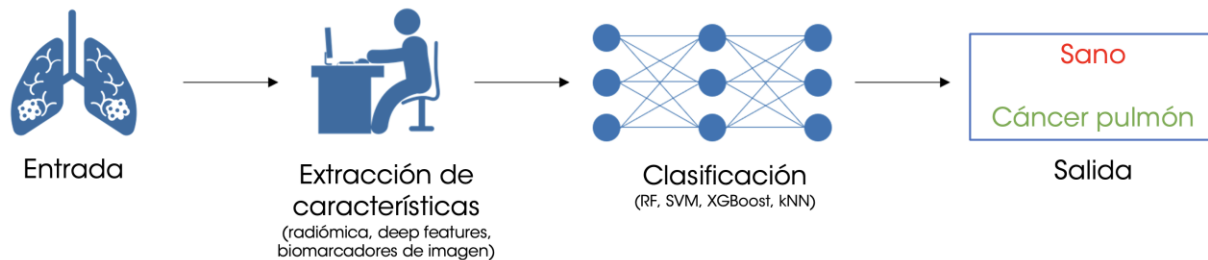 Entrada
Extracción de
características
(radiómica, deep features,
biomarcadores de imagen)
Clasificación
(RF, SVM, XGBoost, kNN)
Sano
Cáncer pulmón
Salida